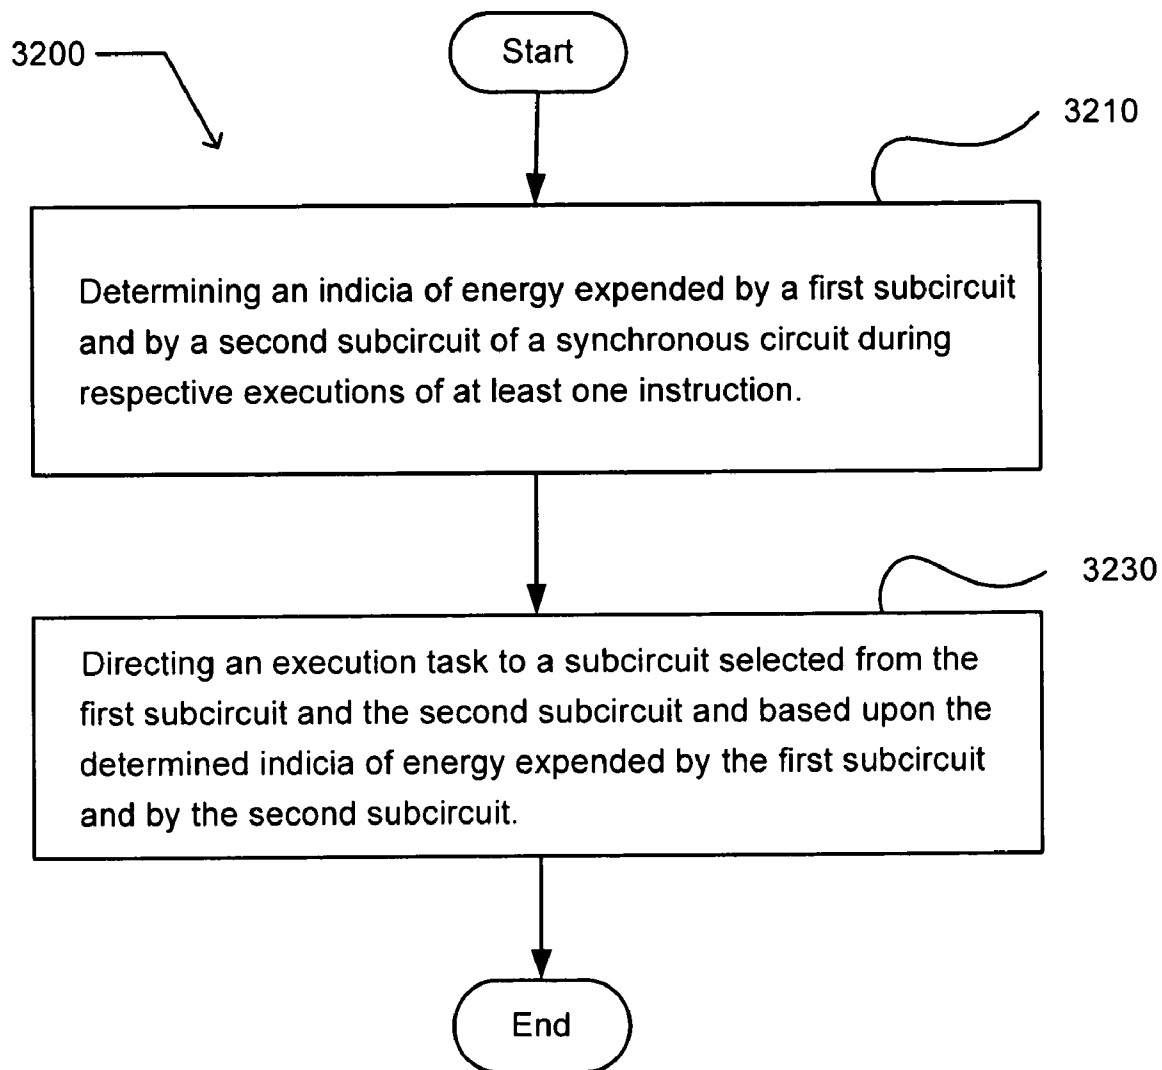 3200
Start
3210
Determining an indicia of energy expended by a first subcircuit
and by a second subcircuit of a synchronous circuit during
respective executions of at least one instruction.
3230
Directing an execution task to a subcircuit selected from the
first subcircuit and the second subcircuit and based upon the
determined indicia of energy expended by the first subcircuit
and by the second subcircuit.
End